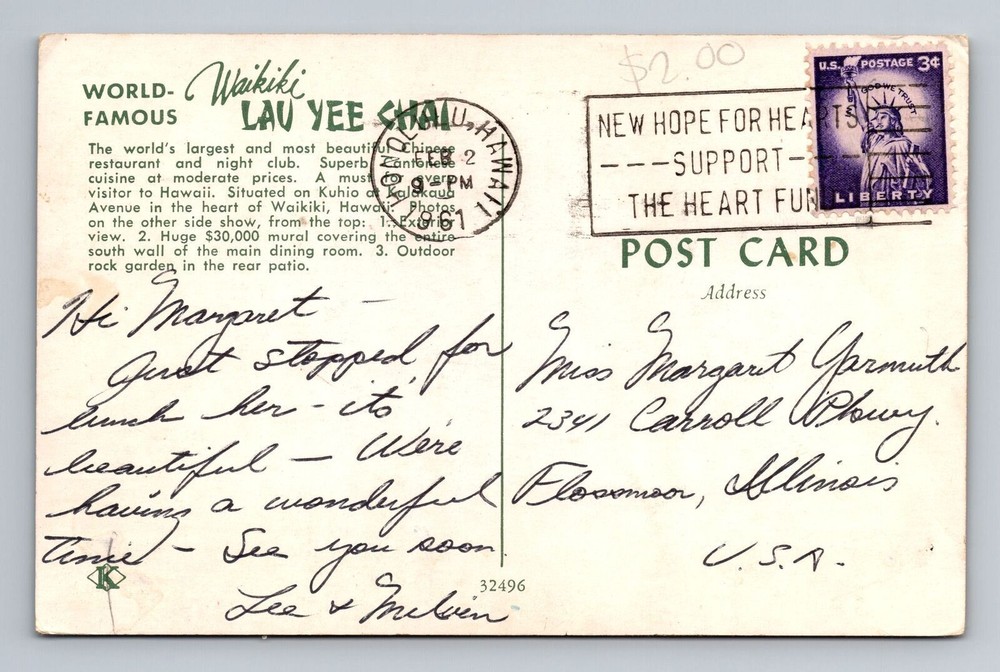 $2.00
WORLD-FAMOUS Waikiki LAU YEE CHAI
The world's largest and most beautiful Chinese
restaurant and night club. Superb Cantonese
cuisine at moderate prices. A must to every
visitor to Hawaii. Situated on Kuhio at Kalakaua
Avenue in the heart of Waikiki, Hawaii. Photos
on the other side show, from the top: 1. Exterior
view. 2. Huge $30,000 mural covering the entire
south wall of the main dining room. 3. Outdoor
rock garden in the rear patio.
HONOLULU, HAWAII
FEB 2
9 - PM
1961
NEW HOPE FOR HEARTS
---SUPPORT---
THE HEART FUN
U.S. POSTAGE 3¢
IN GOD WE TRUST
LIBERTY
POST CARD
Address
Hi Margaret —
Just stopped for
lunch her - it's
beautiful — We're
having a wonderful
time - See you soon.
Lee & Melvin
Miss Margaret Yarmuth
2341 Carroll Pkwy.
Flossmoor, Illinois
U.S.A.
K
32496